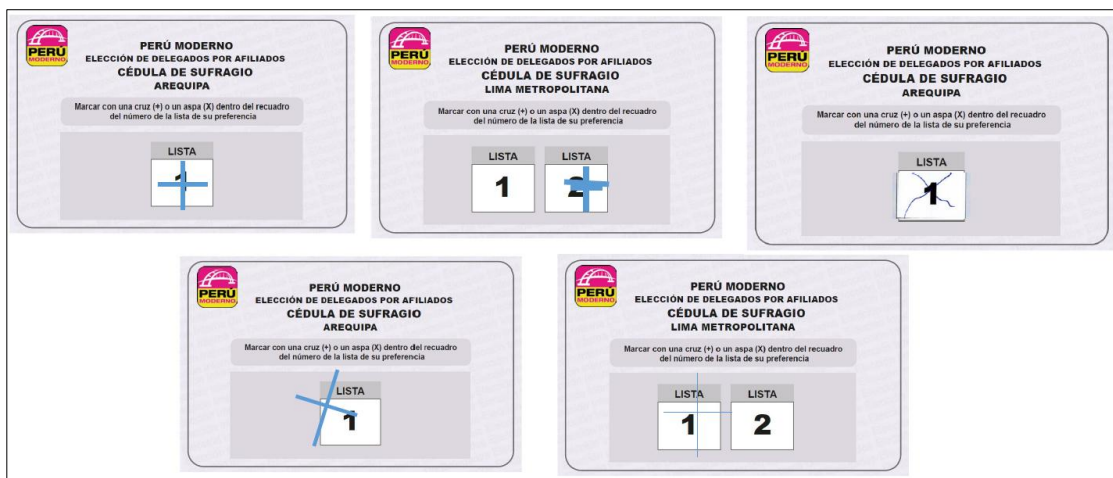 PERÚ
MODERNO
PERÚ MODERNO
ELECCIÓN DE DELEGADOS POR AFILIADOS
CÉDULA DE SUFRAGIO
AREQUIPA
Marcar con una cruz (+) o un aspa (X) dentro del recuadro
del número de la lista de su preferencia
LISTA
1
PERÚ
MODERNO
PERÚ MODERNO
ELECCIÓN DE DELEGADOS POR AFILIADOS
CÉDULA DE SUFRAGIO
LIMA METROPOLITANA
Marcar con una cruz (+) o un aspa (X) dentro del recuadro
del número de la lista de su preferencia
LISTA LISTA
1 2
PERÚ
MODERNO
PERÚ MODERNO
ELECCIÓN DE DELEGADOS POR AFILIADOS
CÉDULA DE SUFRAGIO
AREQUIPA
Marcar con una cruz (+) o un aspa (X) dentro del recuadro
del número de la lista de su preferencia
LISTA
1
PERÚ
MODERNO
PERÚ MODERNO
ELECCIÓN DE DELEGADOS POR AFILIADOS
CÉDULA DE SUFRAGIO
AREQUIPA
Marcar con una cruz (+) o un aspa (X) dentro del recuadro
del número de la lista de su preferencia
LISTA
1
PERÚ
MODERNO
PERÚ MODERNO
ELECCIÓN DE DELEGADOS POR AFILIADOS
CÉDULA DE SUFRAGIO
LIMA METROPOLITANA
Marcar con una cruz (+) o un aspa (X) dentro del recuadro
del número de la lista de su preferencia
LISTA LISTA
1 2